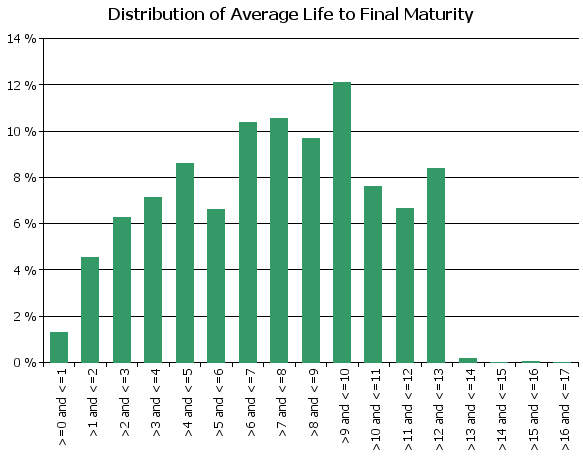 Distribution of Average Life to Final Maturity
14 %
12 %
10 %
8 %
6 %
4 %
2 %
0 %
>=0 and <=1
>1 and <=2
>2 and <=3
>3 and <=4
>4 and <=5
>5 and <=6
>6 and <=7
>7 and <=8
>8 and <=9
>9 and <=10
>10 and <=11
>11 and <=12
>12 and <=13
>13 and <=14
>14 and <=15
>15 and <=16
>16 and <=17